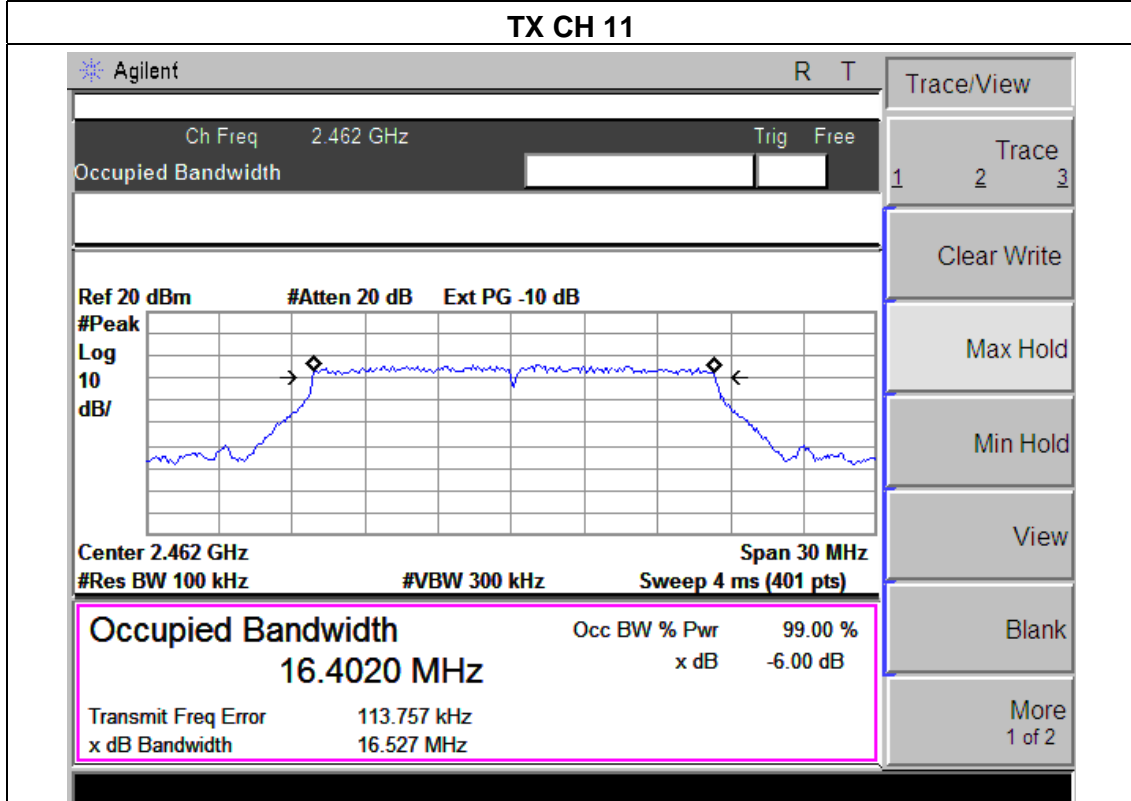 TX CH 11
Agilent R T
Trace/View
Ch Freq 2.462 GHz Trig Free
Occupied Bandwidth
Trace
1 2 3
Clear Write
Ref 20 dBm #Atten 20 dB Ext PG -10 dB
#Peak
Log
10
dB/
Max Hold
Min Hold
Center 2.462 GHz Span 30 MHz
#Res BW 100 kHz #VBW 300 kHz Sweep 4 ms (401 pts)
View
Occupied Bandwidth Occ BW % Pwr 99.00 %
16.4020 MHz x dB -6.00 dB
Transmit Freq Error 113.757 kHz
x dB Bandwidth 16.527 MHz
Blank
More
1 of 2